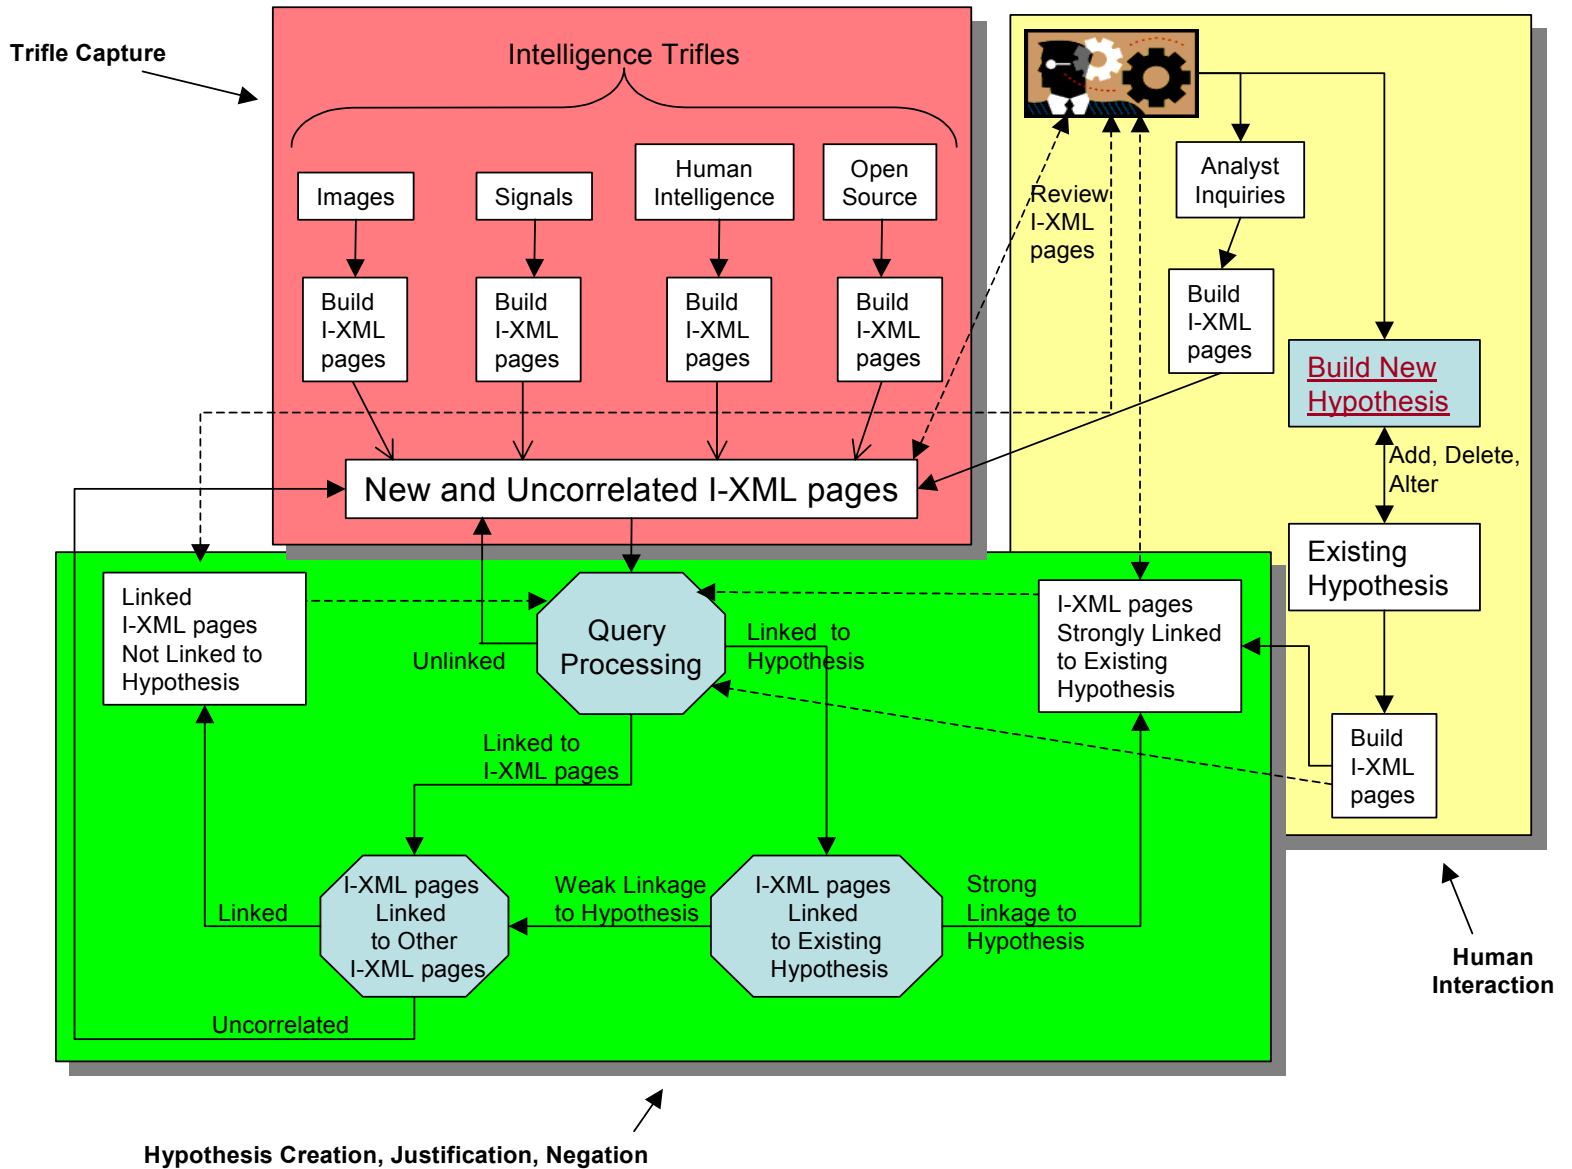 Trifle Capture
Intelligence Trifles
Images
Signals
Human
Intelligence
Open
Source
Build
I-XML
pages
Build
I-XML
pages
Build
I-XML
pages
Build
I-XML
pages
New and Uncorrelated I-XML pages
Review
I-XML
pages
Analyst
Inquiries
Build
I-XML
pages
Build New
Hypothesis
Add, Delete,
Alter
Existing
Hypothesis
Build
I-XML
pages
Linked
I-XML pages
Not Linked to
Hypothesis
Unlinked
Query
Processing
Linked to
Hypothesis
I-XML pages
Strongly Linked
to Existing
Hypothesis
Linked to
I-XML pages
Linked
I-XML pages
Linked
to Other
I-XML pages
Weak Linkage
to Hypothesis
I-XML pages
Linked
to Existing
Hypothesis
Strong
Linkage to
Hypothesis
Uncorrelated
Human
Interaction
Hypothesis Creation, Justification, Negation